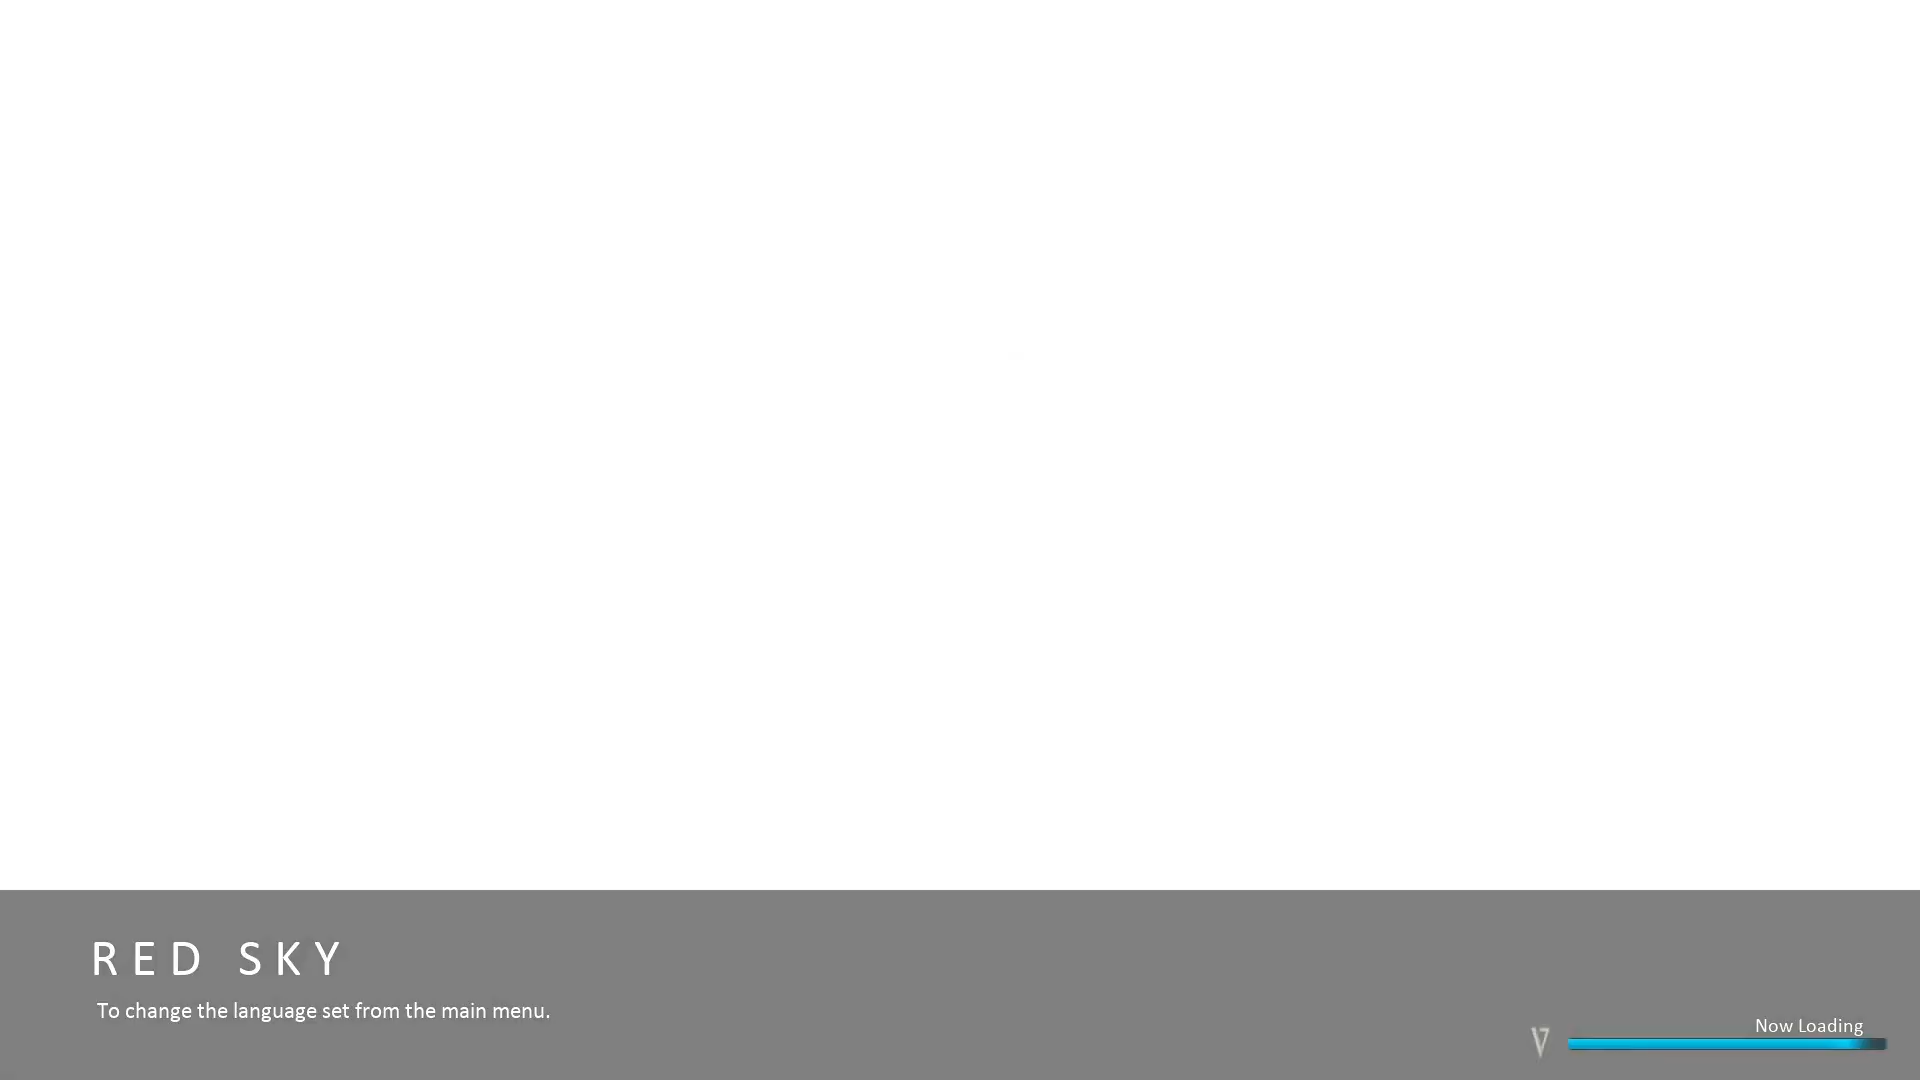 RED SKY
To change the language set from the main menu.
Now Loading